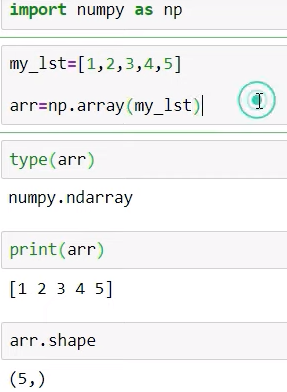 import numpy as np
my_lst=[1,2,3,4,5]
arr=np.array(my_lst)
type(arr)
numpy.ndarray
print(arr)
[1 2 3 4 5]
arr.shape
(5,)